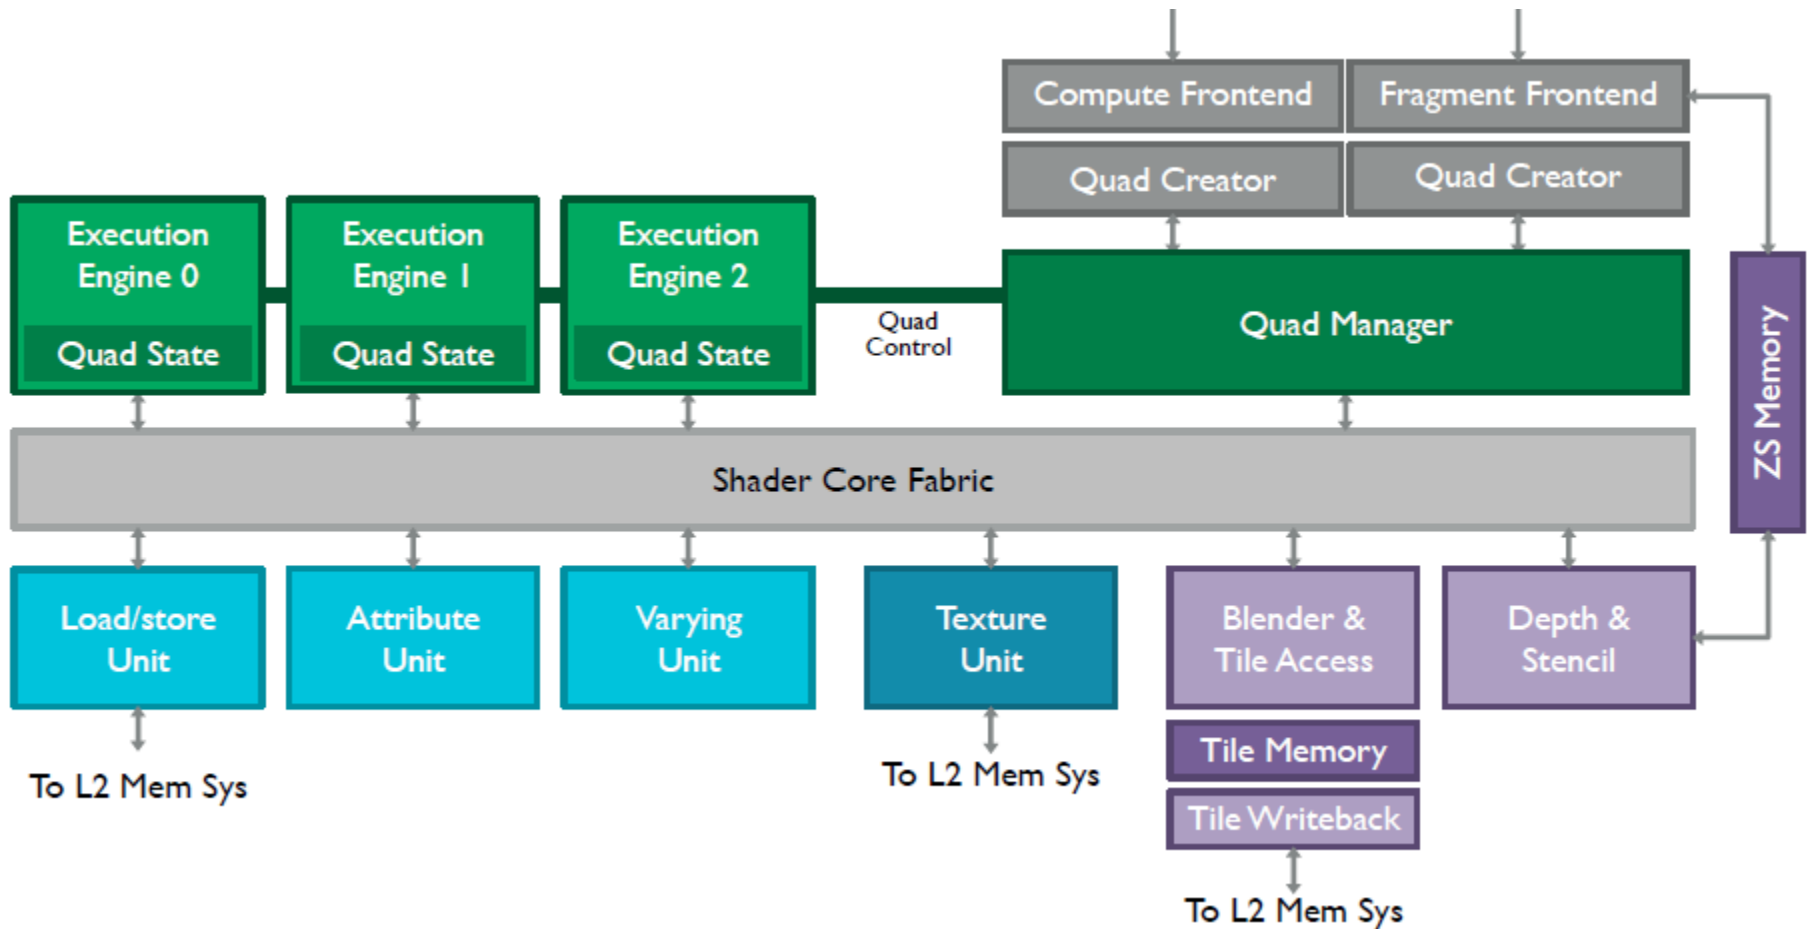 Compute Frontend
Fragment Frontend
Quad Creator
Quad Creator
Execution
Engine 0
Quad State
Execution
Engine 1
Quad State
Execution
Engine 2
Quad State
Quad
Control
Quad Manager
ZS Memory
Shader Core Fabric
Load/store
Unit
Attribute
Unit
Varying
Unit
Texture
Unit
Blender &
Tile Access
Depth &
Stencil
To L2 Mem Sys
To L2 Mem Sys
Tile Memory
Tile Writeback
To L2 Mem Sys